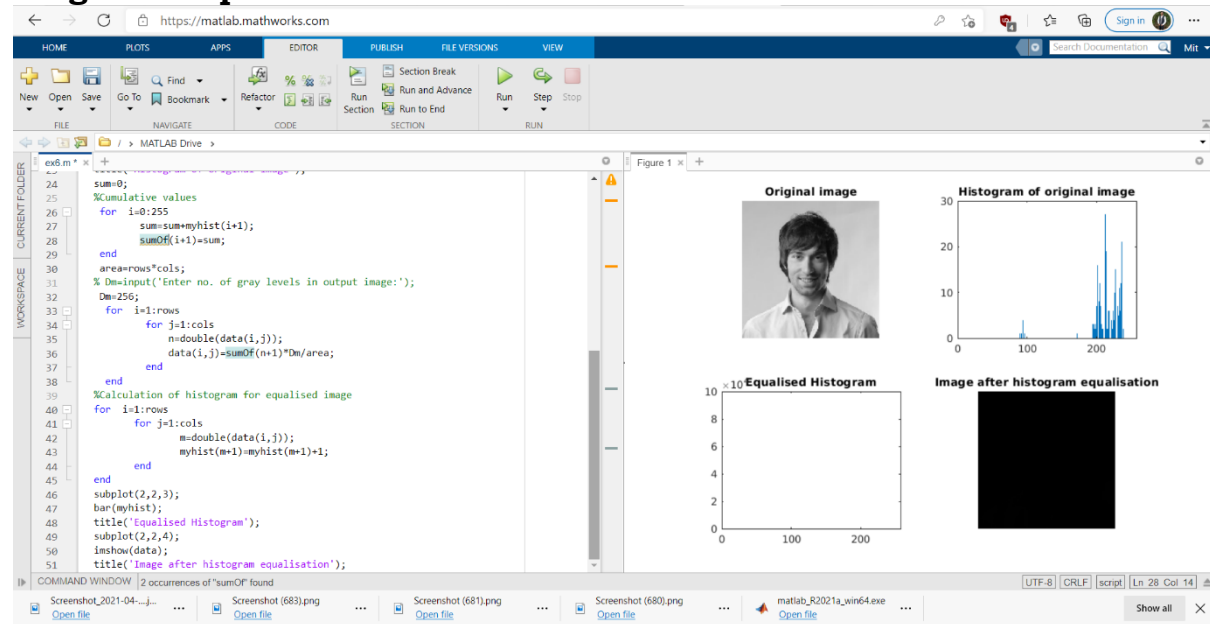 https://matlab.mathworks.com
Sign in
HOME PLOTS APPS EDITOR PUBLISH FILE VERSIONS VIEW
Search Documentation Mit
New Open Save Go To Find Bookmark Refactor Run Section Section Break Run and Advance Run to End Run Step Stop
FILE NAVIGATE CODE SECTION RUN
/ > MATLAB Drive >
CURRENT FOLDER
WORKSPACE
ex6.m * × +
24 sum=0;
25 %Cumulative values
26 for i=0:255
27 sum=sum+myhist(i+1);
28 sumOf(i+1)=sum;
29 end
30 area=rows*cols;
31 % Dm=input('Enter no. of gray levels in output image:');
32 Dm=256;
33 for i=1:rows
34 for j=1:cols
35 n=double(data(i,j));
36 data(i,j)=sumOf(n+1)*Dm/area;
37 end
38 end
39 %Calculation of histogram for equalised image
40 for i=1:rows
41 for j=1:cols
42 m=double(data(i,j));
43 myhist(m+1)=myhist(m+1)+1;
44 end
45 end
46 subplot(2,2,3);
47 bar(myhist);
48 title('Equalised Histogram');
49 subplot(2,2,4);
50 imshow(data);
51 title('Image after histogram equalisation');
Figure 1 × +
Original image
Histogram of original image
30
20
10
0
0 100 200
×10 Equalised Histogram
10
8
6
4
2
0
0 100 200
Image after histogram equalisation
COMMAND WINDOW 2 occurrences of "sumOf" found
UTF-8 CRLF script Ln 28 Col 14
Screenshot_2021-04-....j...
Open file
Screenshot (683).png
Open file
Screenshot (681).png
Open file
Screenshot (680).png
Open file
matlab_R2021a_win64.exe
Open file
Show all